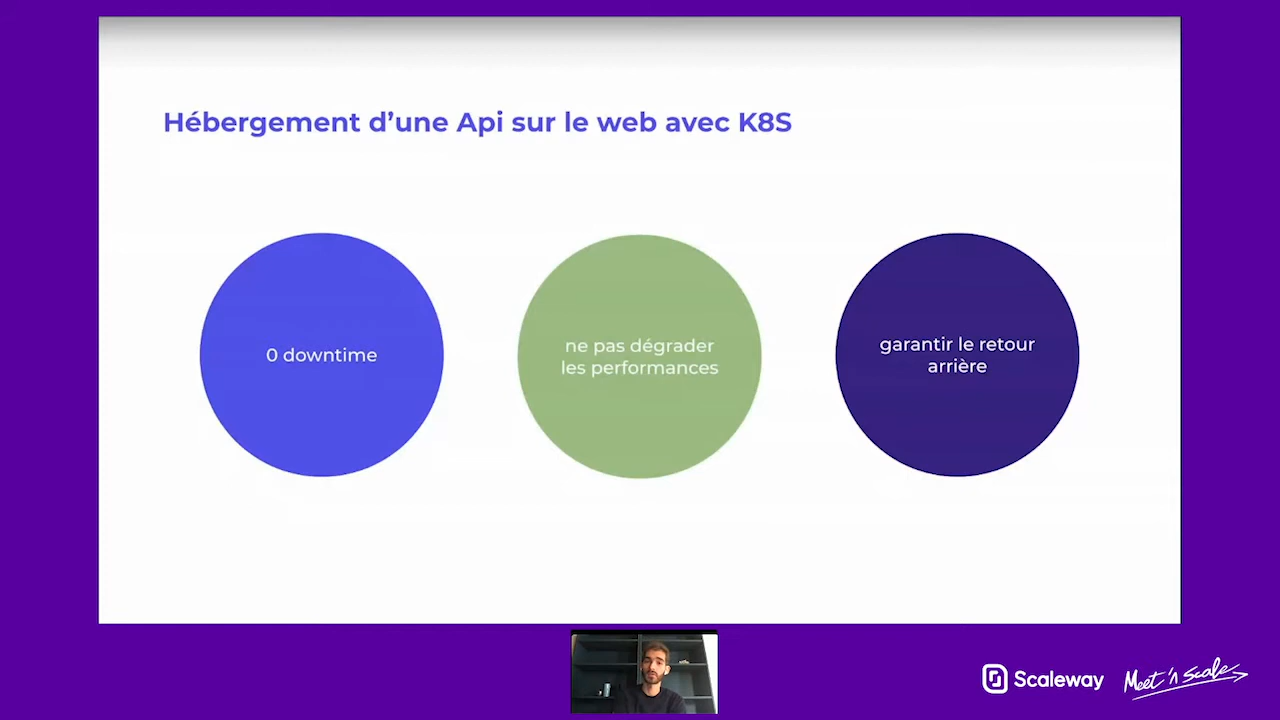 Hébergement d’une Api sur le web avec K8S
0 downtime
ne pas dégrader
les performances
garantir le retour
arrière
Scaleway
Meet 'n Scale